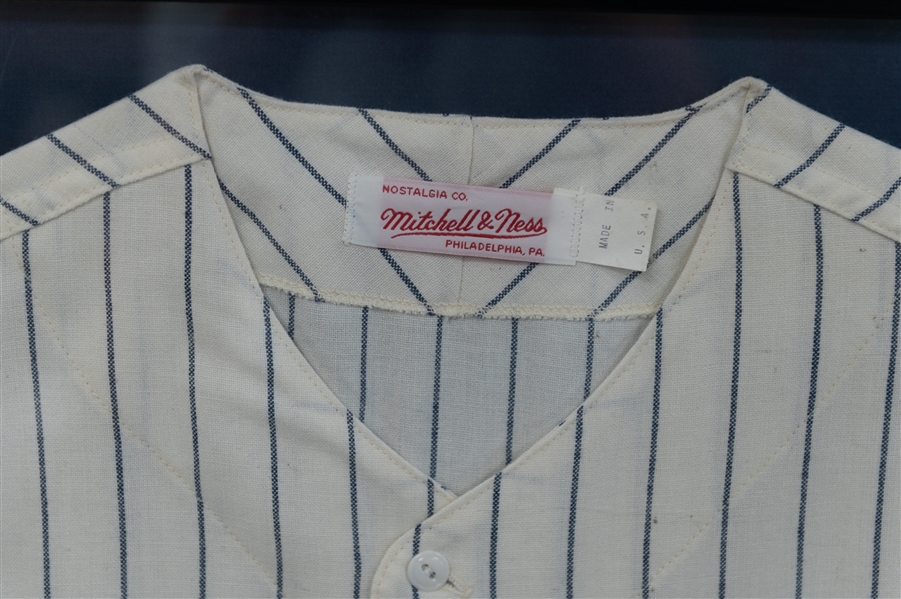 NOSTALGIA CO.
Mitchell & Ness
PHILADELPHIA, PA.
MADE IN
U. S. A.